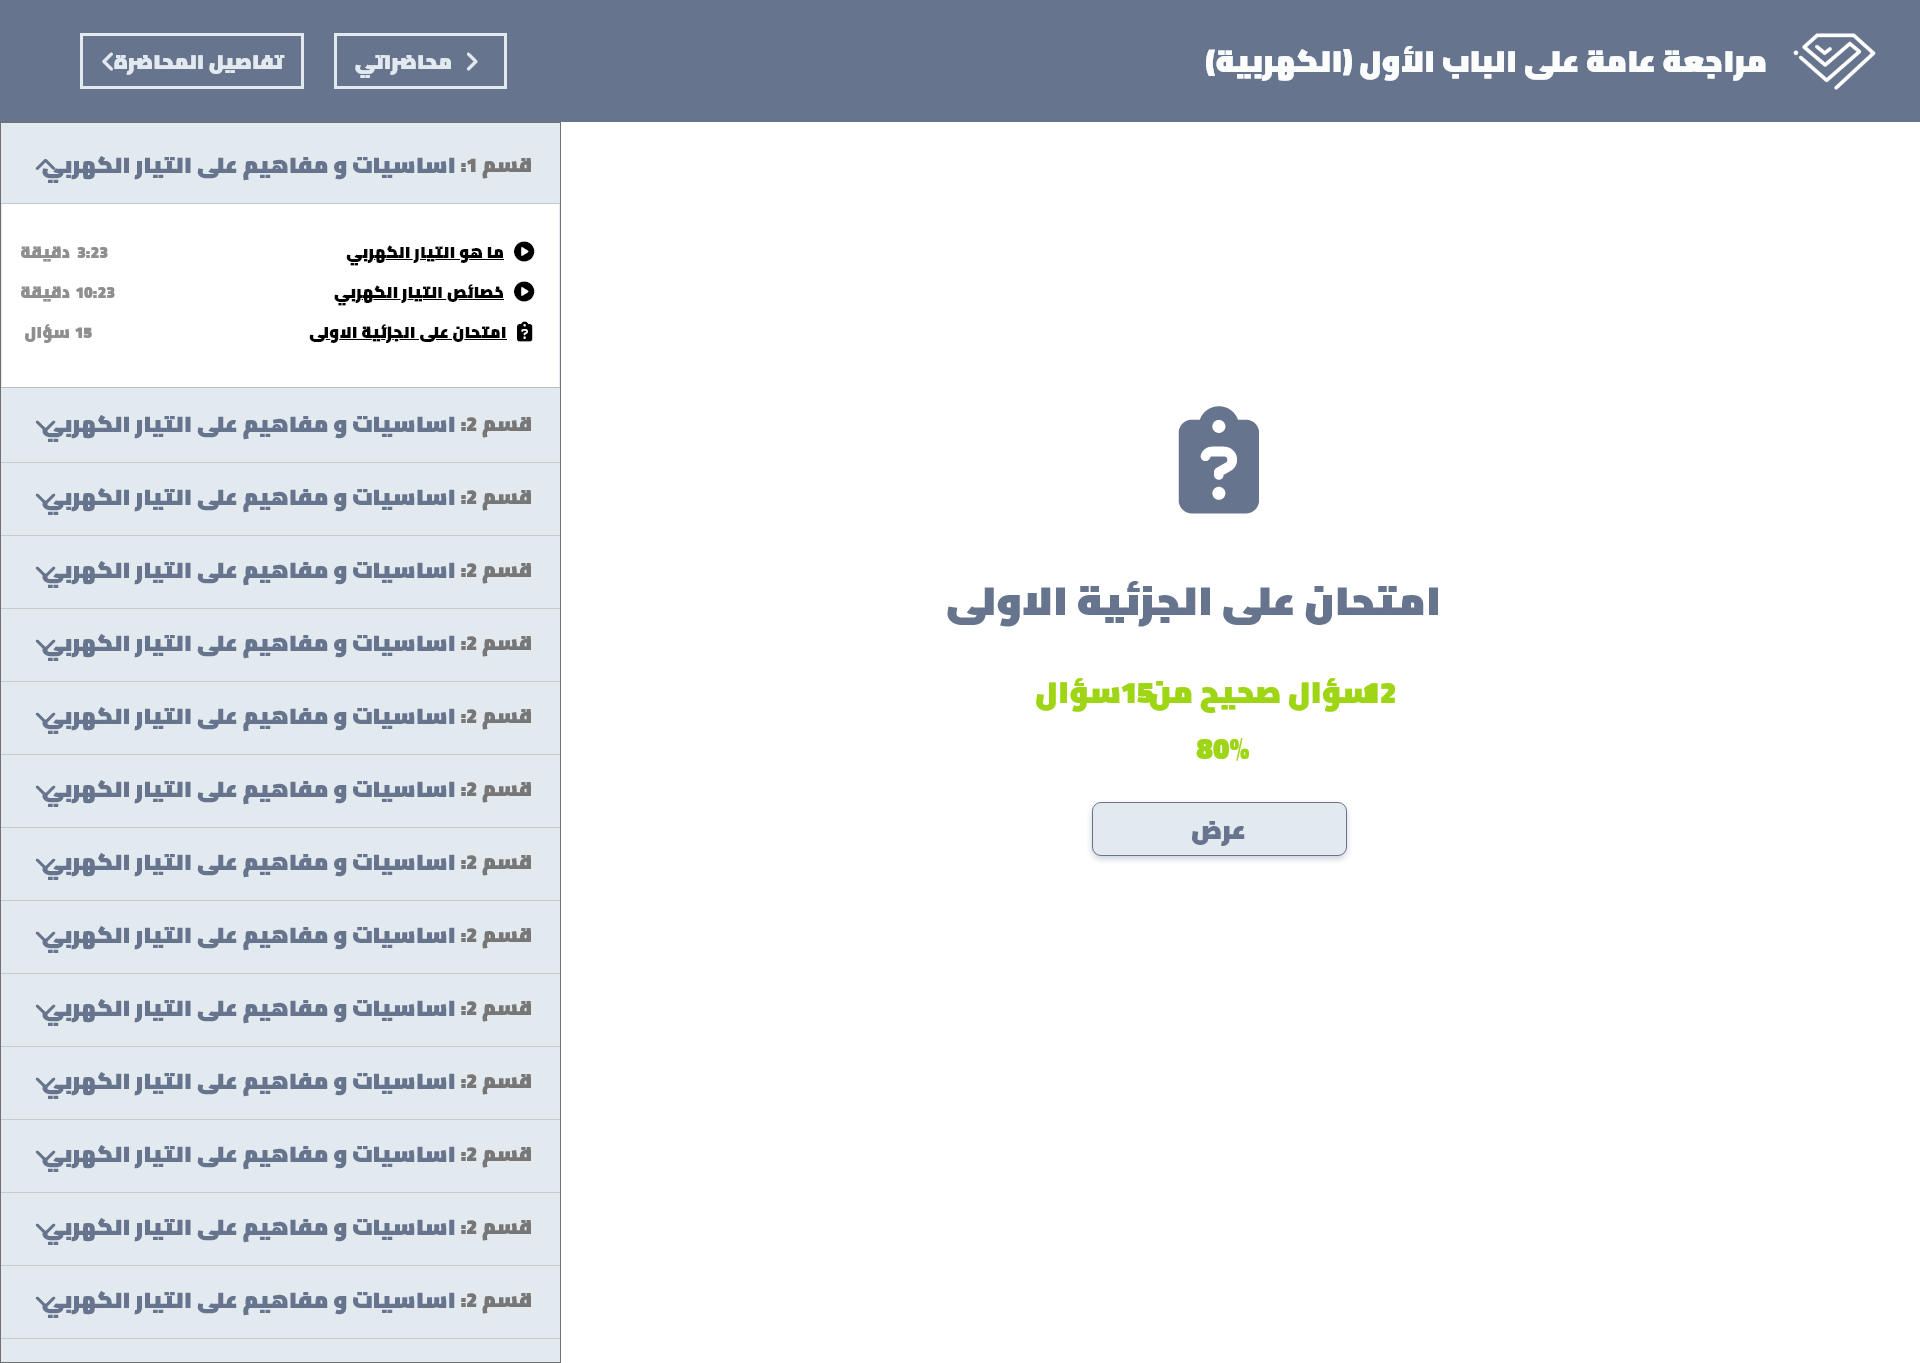 مراجعة عامة على الباب الأول (الكهربية)
محاضراتي
تفاصيل المحاضرة
قسم 1: اساسيات و مفاهيم على التيار الكهربي
ما هو التيار الكهربي 3:23 دقيقة
خصائص التيار الكهربي 10:23 دقيقة
امتحان على الجزئية الاولى 15 سؤال
قسم 2: اساسيات و مفاهيم على التيار الكهربي
قسم 2: اساسيات و مفاهيم على التيار الكهربي
قسم 2: اساسيات و مفاهيم على التيار الكهربي
قسم 2: اساسيات و مفاهيم على التيار الكهربي
قسم 2: اساسيات و مفاهيم على التيار الكهربي
قسم 2: اساسيات و مفاهيم على التيار الكهربي
قسم 2: اساسيات و مفاهيم على التيار الكهربي
قسم 2: اساسيات و مفاهيم على التيار الكهربي
قسم 2: اساسيات و مفاهيم على التيار الكهربي
قسم 2: اساسيات و مفاهيم على التيار الكهربي
قسم 2: اساسيات و مفاهيم على التيار الكهربي
قسم 2: اساسيات و مفاهيم على التيار الكهربي
قسم 2: اساسيات و مفاهيم على التيار الكهربي
امتحان على الجزئية الاولى
12سؤال صحيح من15سؤال
80%
عرض